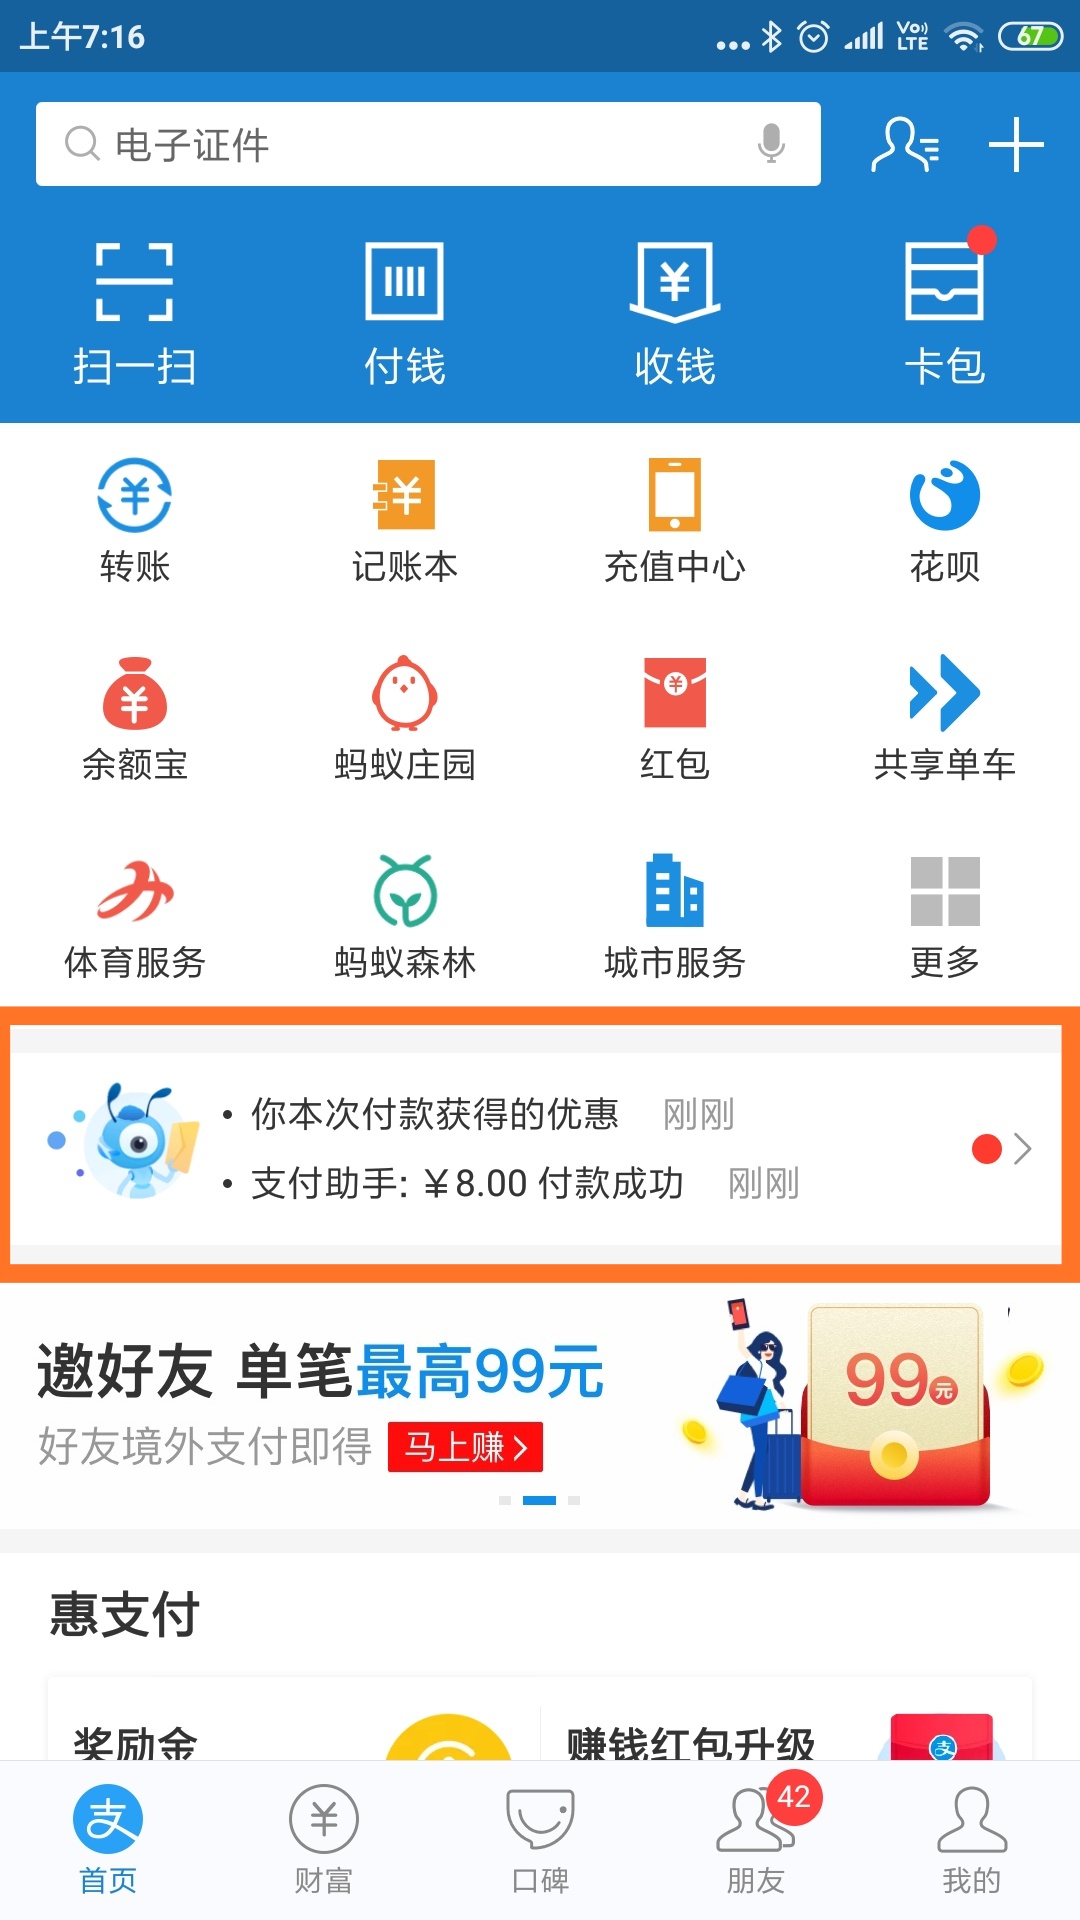 上午7:16
VoLTE
67
电子证件
扫一扫
付钱
收钱
卡包
转账
记账本
充值中心
花呗
余额宝
蚂蚁庄园
红包
共享单车
体育服务
蚂蚁森林
城市服务
更多
• 你本次付款获得的优惠 刚刚
• 支付助手: ￥8.00 付款成功 刚刚
邀好友 单笔最高99元
好友境外支付即得 马上赚
99元
惠支付
奖励金
赚钱红包升级
支
支
42
首页
财富
口碑
朋友
我的